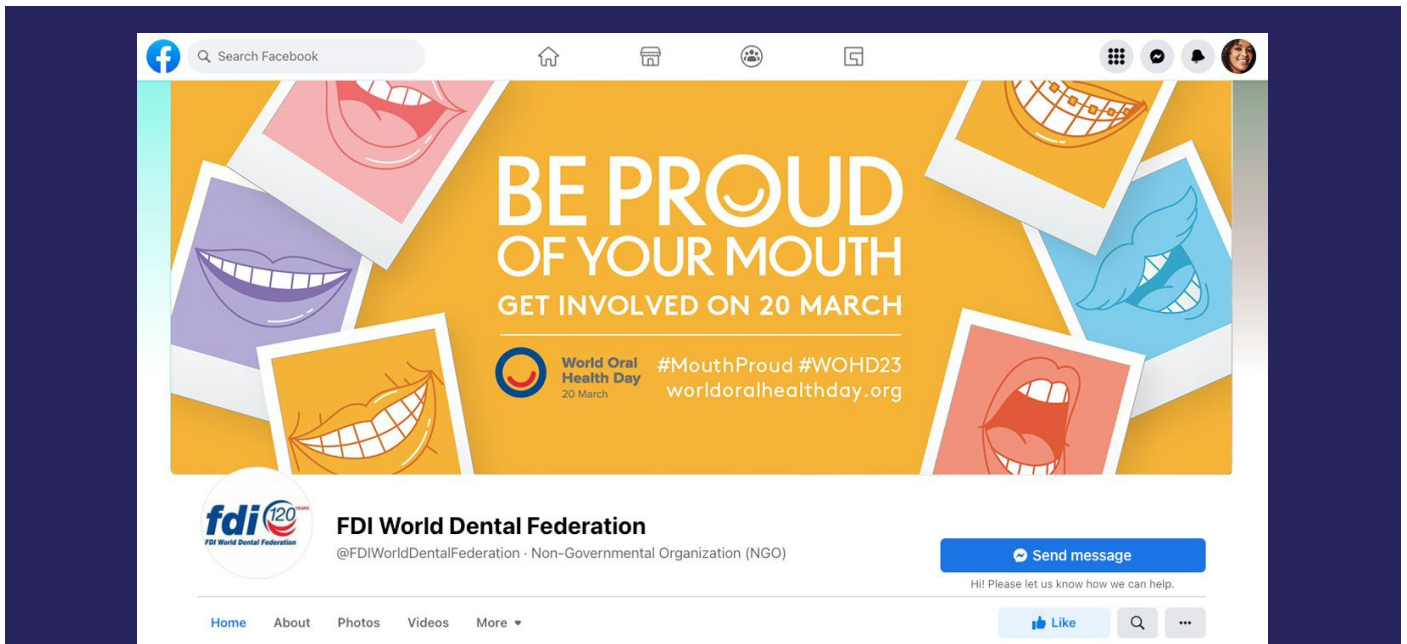 Search Facebook
BE PROUD
OF YOUR MOUTH
GET INVOLVED ON 20 MARCH
World Oral
Health Day
20 March
#MouthProud #WOHD23
worldoralhealthday.org
fdi 120 YEARS
FDI World Dental Federation
FDI World Dental Federation
@FDIWorldDentalFederation · Non-Governmental Organization (NGO)
Send message
Hi! Please let us know how we can help.
Home About Photos Videos More
Like